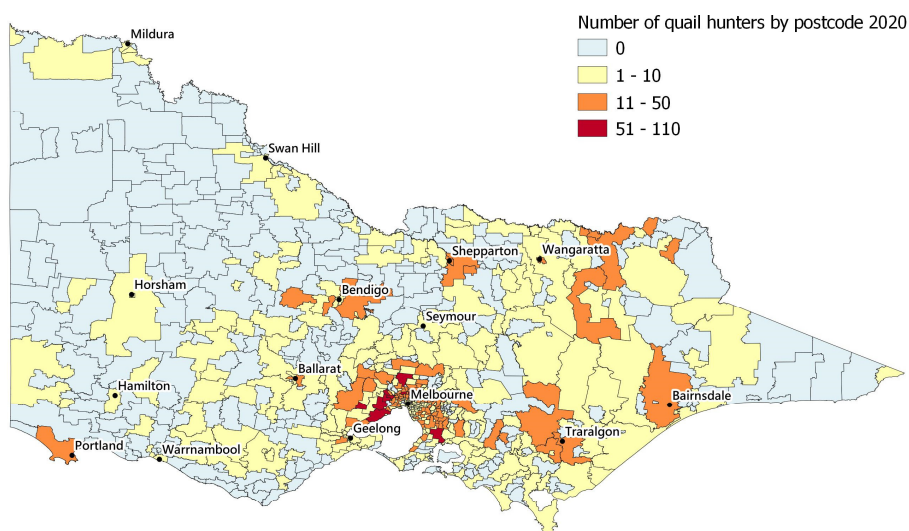 Number of quail hunters by postcode 2020
0
1 - 10
11 - 50
51 - 110
Mildura
Swan Hill
Shepparton
Wangaratta
Horsham
Bendigo
Seymour
Ballarat
Hamilton
Melbourne
Bairnsdale
Geelong
Traralgon
Portland
Warrnambool